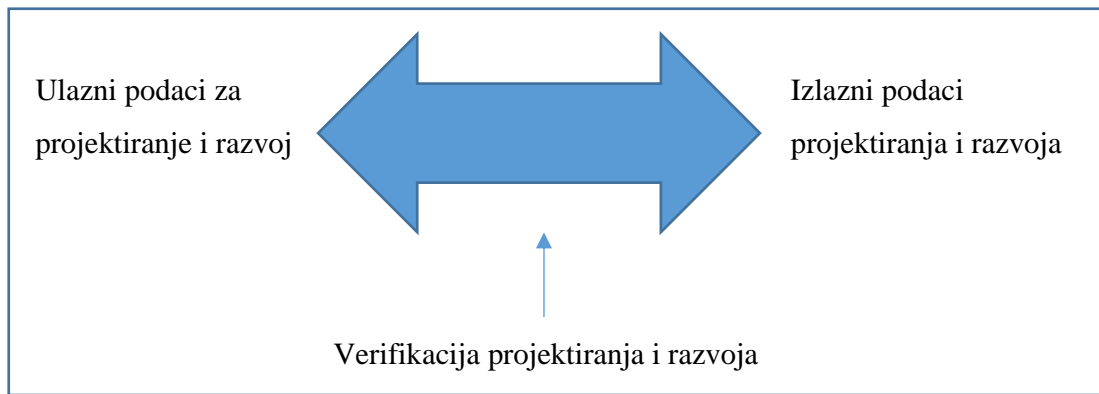 Ulazni podaci za
projektiranje i razvoj
Izlazni podaci
projektiranja i razvoja
Verifikacija projektiranja i razvoja